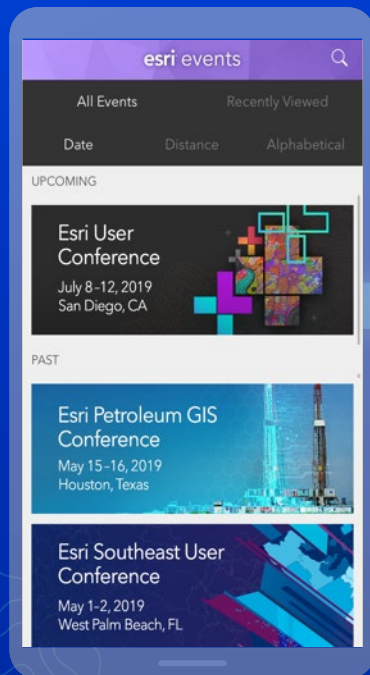 esri events
All Events Recently Viewed
Date Distance Alphabetical
UPCOMING
Esri User
Conference
July 8-12, 2019
San Diego, CA
PAST
Esri Petroleum GIS
Conference
May 15-16, 2019
Houston, Texas
Esri Southeast User
Conference
May 1-2, 2019
West Palm Beach, FL